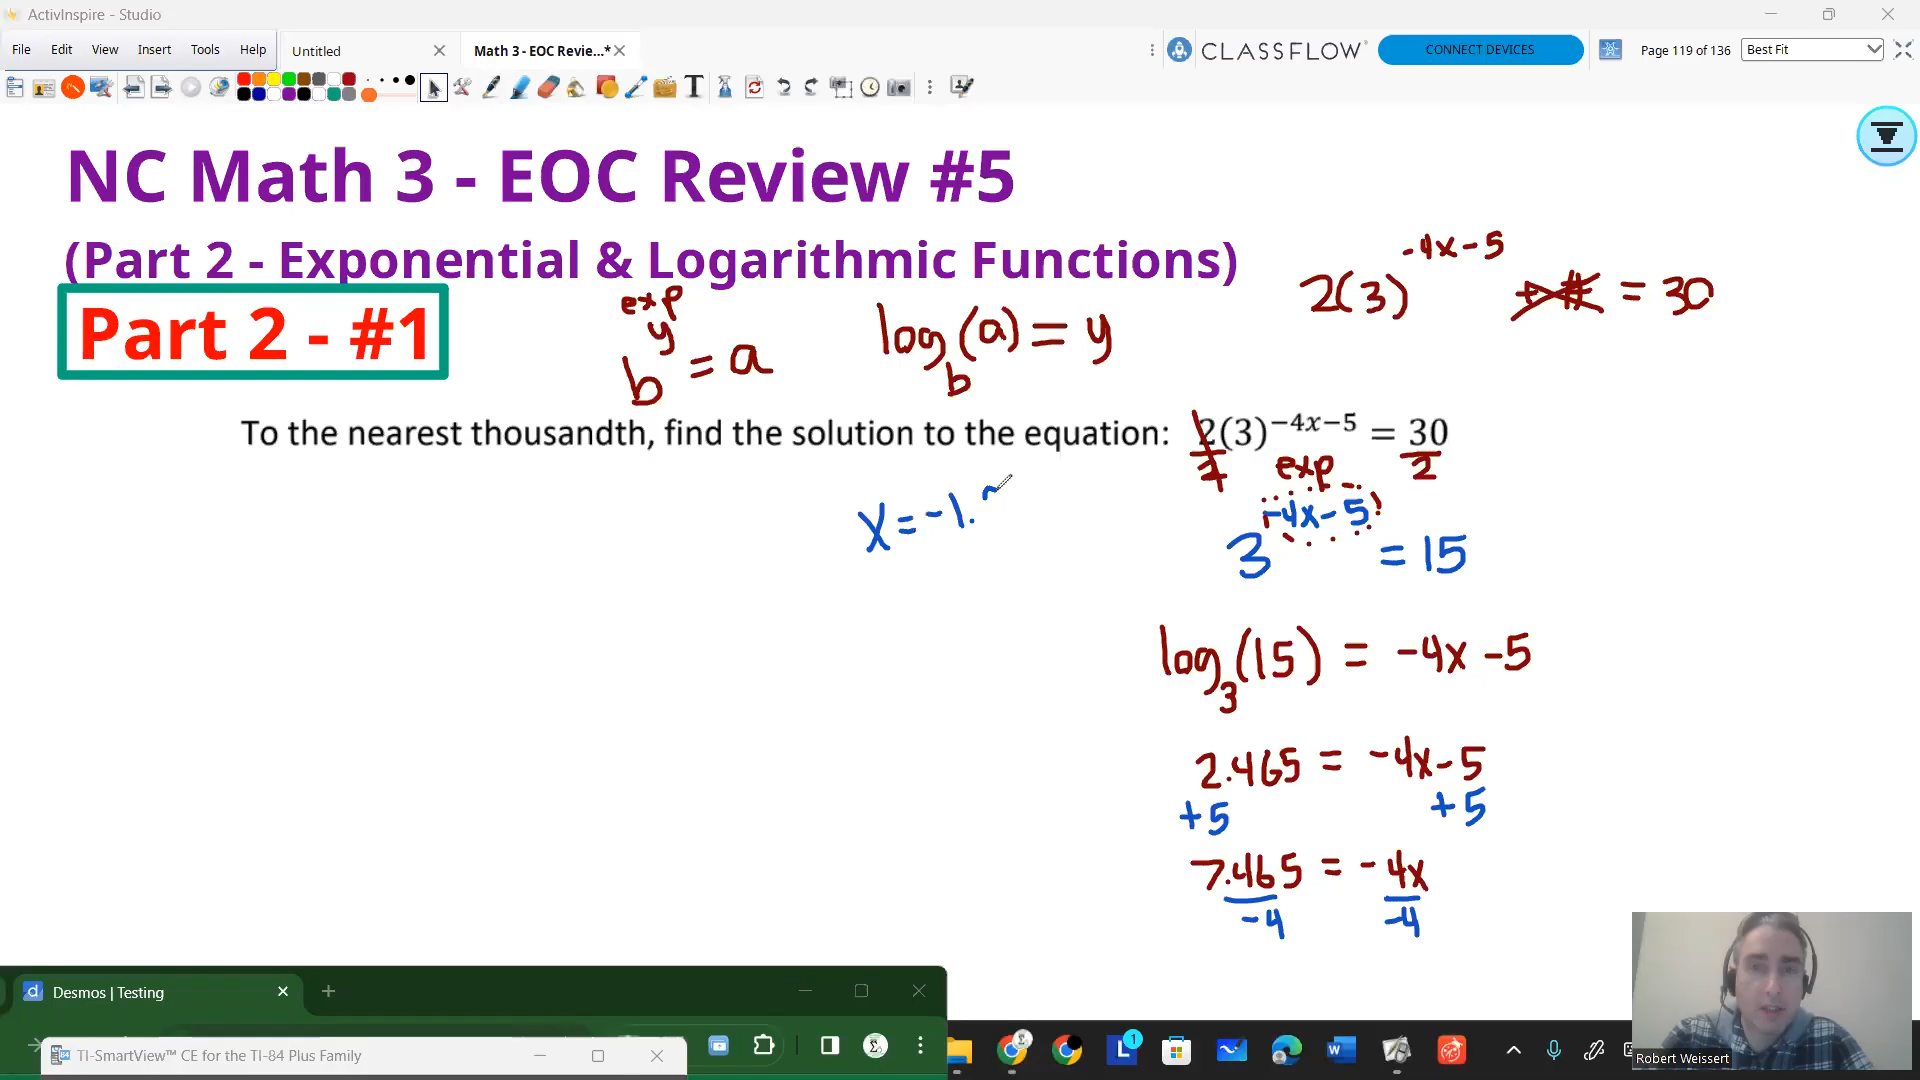 ActivInspire - Studio
File Edit View Insert Tools Help
Untitled
Math 3 - EOC Revie...*
CLASSFLOW
CONNECT DEVICES
Page 119 of 136
Best Fit
NC Math 3 - EOC Review #5
(Part 2 - Exponential & Logarithmic Functions)
Part 2 - #1
exp
b^y = a
log_b(a) = y
2(3)^{-4x-5} + # = 30
To the nearest thousandth, find the solution to the equation: 2(3)^{-4x-5} = 30
2 2
exp
x = -1.
3^{-4x-5} = 15
log_3(15) = -4x - 5
2.465 = -4x - 5
+5 +5
7.465 = -4x
-4 -4
Desmos | Testing
TI-SmartView™ CE for the TI-84 Plus Family
Robert Weissert